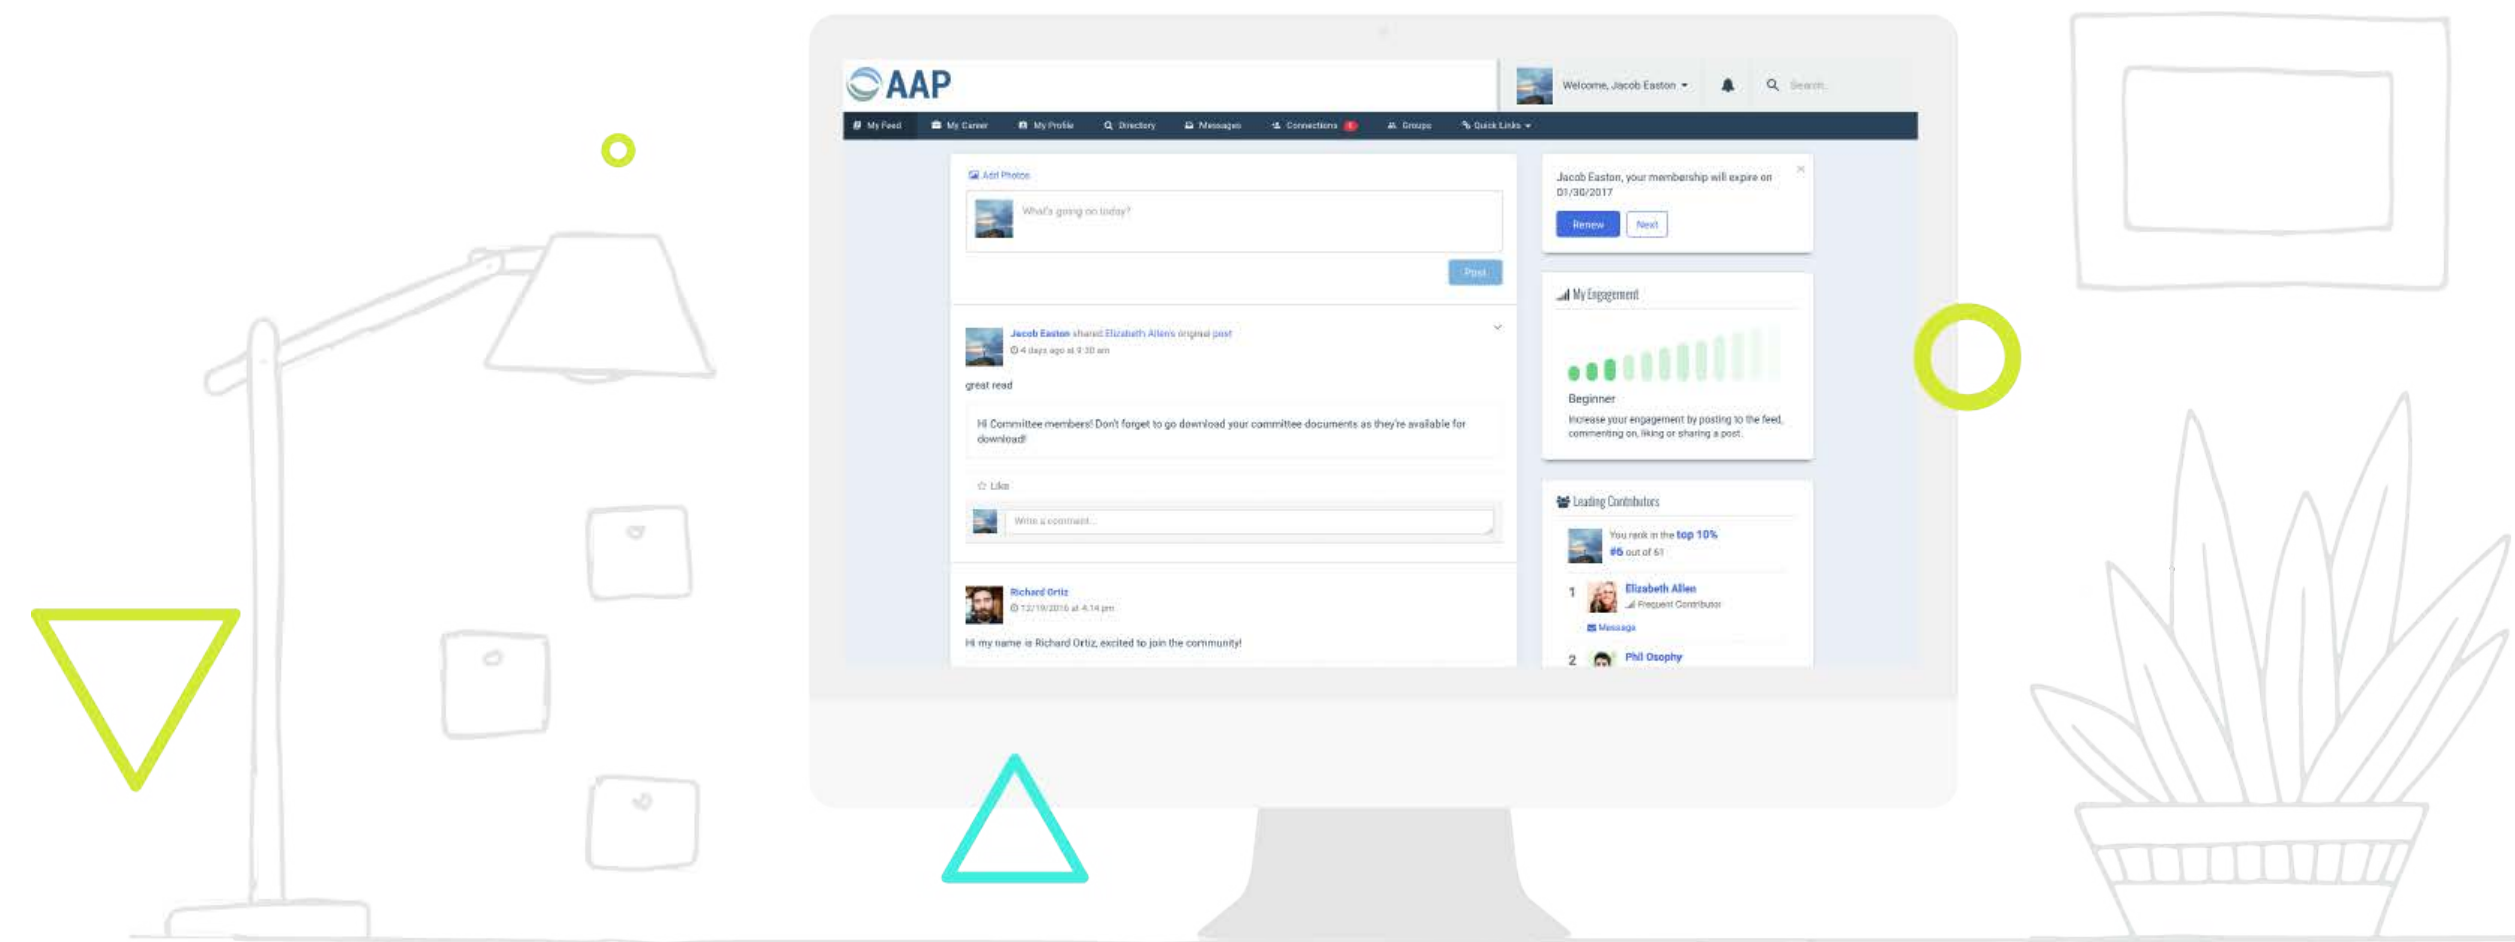 AAP
Welcome, Jacob Easton
Search...
My Feed
My Career
My Profile
Directory
Messages
Connections
Groups
Quick Links
Add Photos
What's going on today?
Post
Jacob Easton shared Elizabeth Allen's original post
4 days ago at 9:30 am
great read
Hi Committee members! Don't forget to go download your committee documents as they're available for
download!
Like
Write a comment...
Richard Ortiz
12/19/2016 at 4:14 pm
Hi my name is Richard Ortiz, excited to join the community!
Jacob Easton, your membership will expire on
01/30/2017
Renew
Next
My Engagement
Beginner
Increase your engagement by posting to the feed,
commenting on, liking or sharing a post.
Leading Contributors
You rank in the top 10%
#6 out of 61
1 Elizabeth Allen
Frequent Contributor
Message
2 Phil Osophy